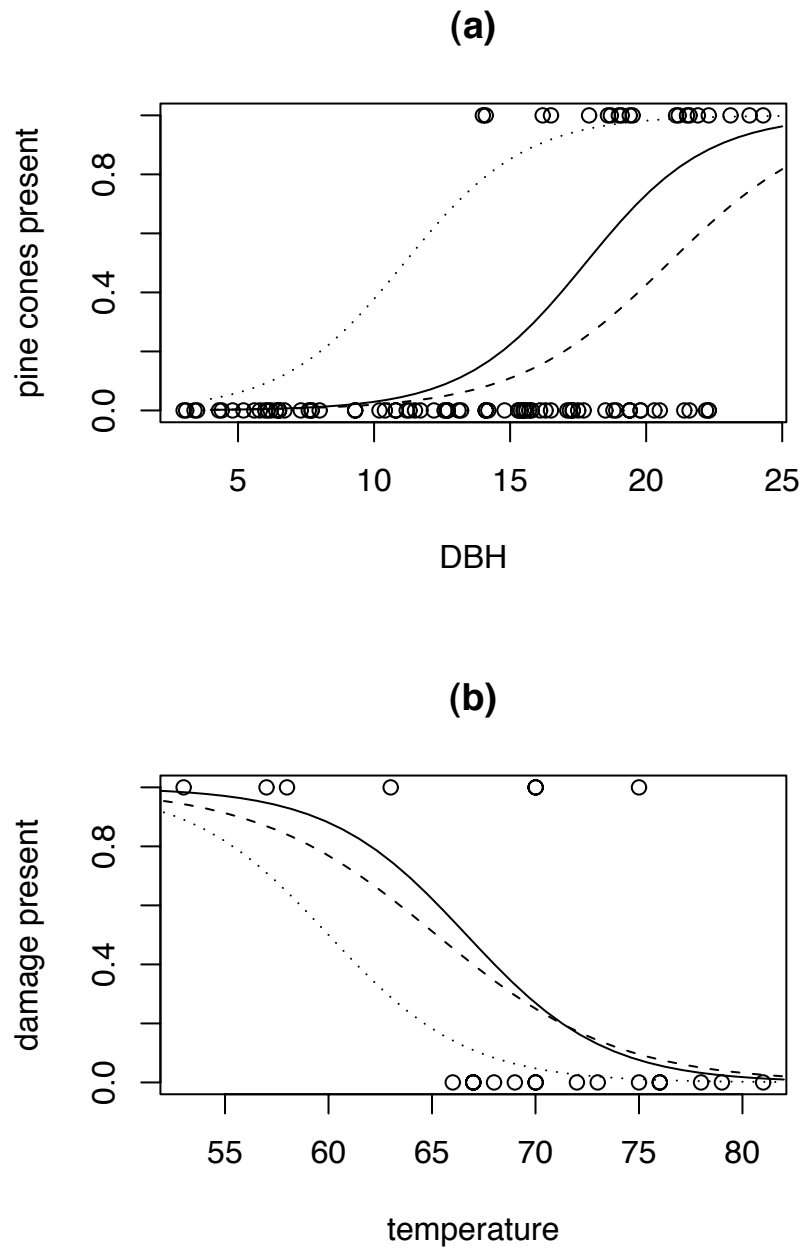 (a)
pine cones present
0.8
0.4
0.0
5 10 15 20 25
DBH
(b)
damage present
0.8
0.4
0.0
55 60 65 70 75 80
temperature